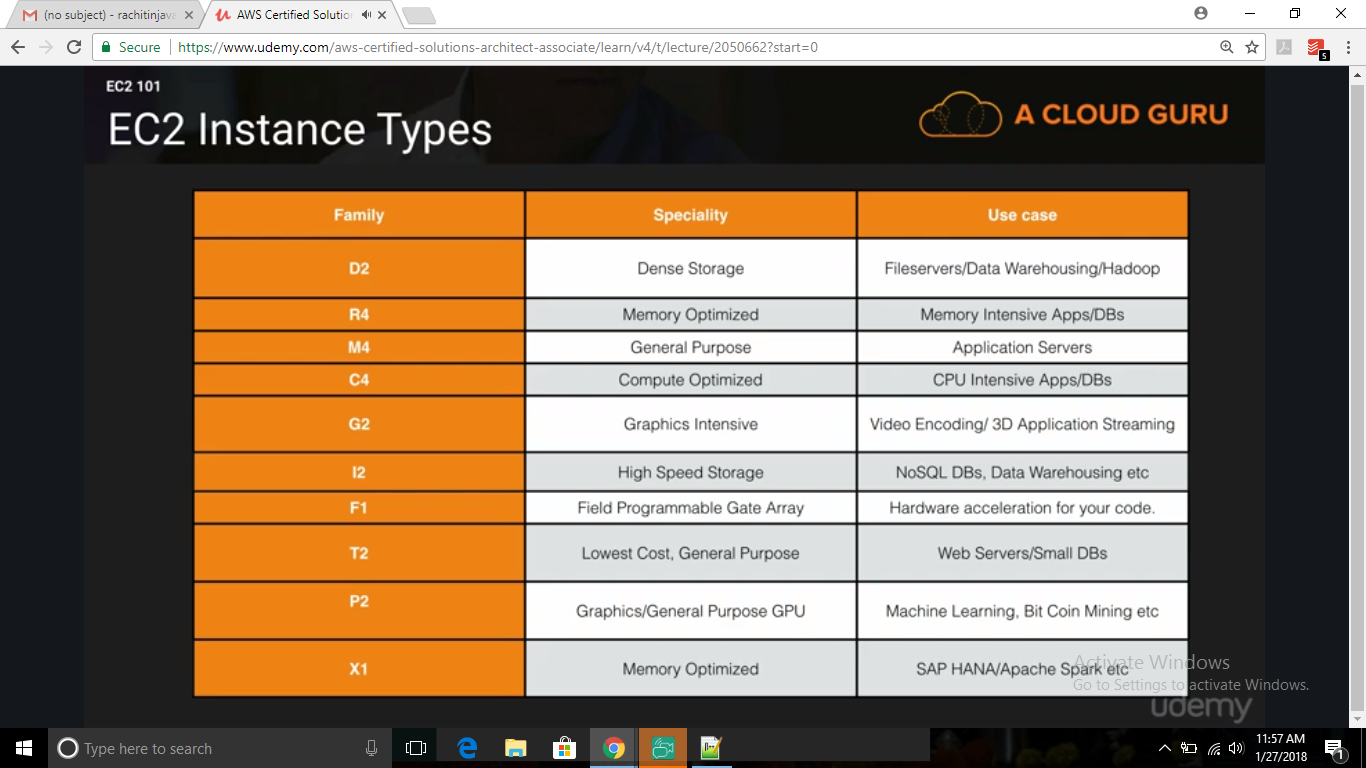 (no subject) - rachitinjava
AWS Certified Solution
Secure
https://www.udemy.com/aws-certified-solutions-architect-associate/learn/v4/t/lecture/2050662?start=0
5
EC2 101
EC2 Instance Types
A CLOUD GURU
Family Speciality Use case
D2 Dense Storage Fileservers/Data Warehousing/Hadoop
R4 Memory Optimized Memory Intensive Apps/DBs
M4 General Purpose Application Servers
C4 Compute Optimized CPU Intensive Apps/DBs
G2 Graphics Intensive Video Encoding/ 3D Application Streaming
I2 High Speed Storage NoSQL DBs, Data Warehousing etc
F1 Field Programmable Gate Array Hardware acceleration for your code.
T2 Lowest Cost, General Purpose Web Servers/Small DBs
P2 Graphics/General Purpose GPU Machine Learning, Bit Coin Mining etc
X1 Memory Optimized SAP HANA/Apache Spark etc
Activate Windows
Go to Settings to activate Windows.
udemy
Type here to search
11:57 AM
1/27/2018
1